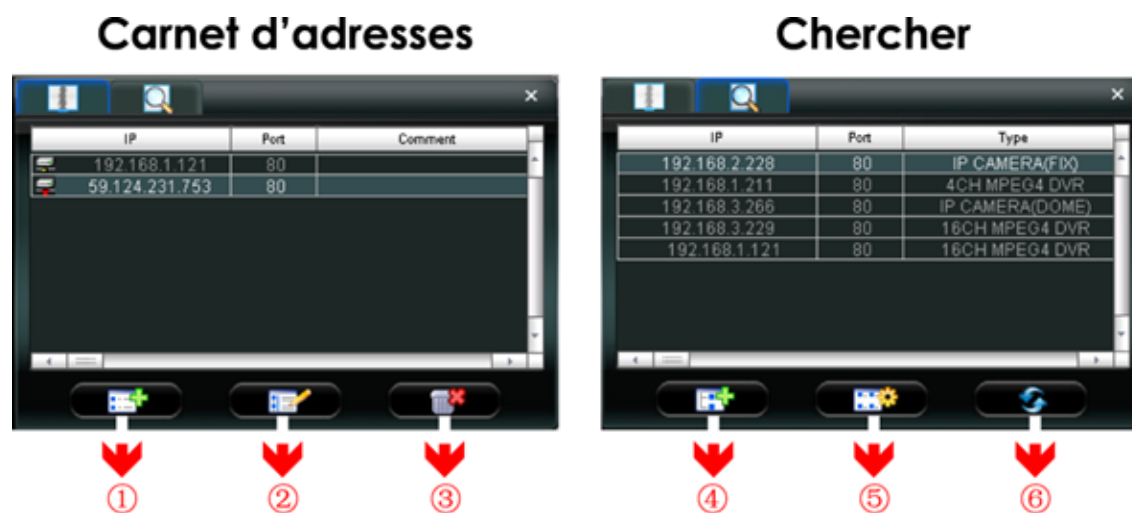 Carnet d'adresses
IP Port Comment
192.168.1.121 80
59.124.231.753 80
① ② ③
Chercher
IP Port Type
192.168.2.228 80 IP CAMERA(FIX)
192.168.1.211 80 4CH MPEG4 DVR
192.168.3.266 80 IP CAMERA(DOME)
192.168.3.229 80 16CH MPEG4 DVR
192.168.1.121 80 16CH MPEG4 DVR
④ ⑤ ⑥